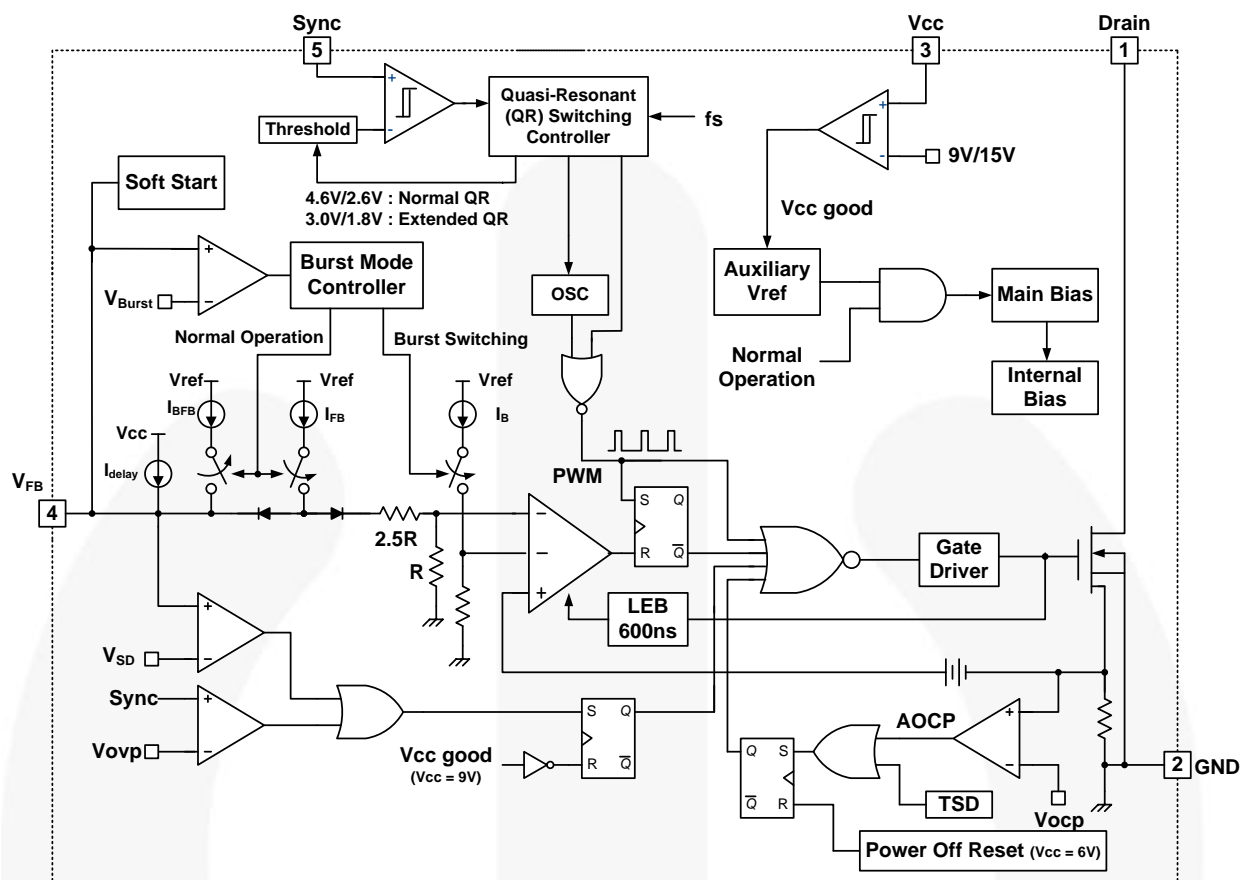 Sync
5
Vcc
3
Drain
1
+
-
Threshold
Quasi-Resonant
(QR) Switching
Controller
fs
+
-
9V/15V
Soft Start
4.6V/2.6V : Normal QR
3.0V/1.8V : Extended QR
Vcc good
+
−
VBurst
Burst Mode
Controller
OSC
Auxiliary
Vref
Main Bias
Normal Operation
Burst Switching
Normal
Operation
Internal
Bias
Vref
IBFB
Vref
IFB
Vref
IB
Vcc
Idelay
VFB
4
PWM
2.5R
R
−
−
+
S
Q
R
Q
Gate
Driver
LEB
600ns
+
−
VSD
Sync
+
Vovp
−
S
Q
R
Q
Vcc good
(Vcc = 9V)
AOCP
+
−
Q
S
Q
R
TSD
Vocp
2
GND
Power Off Reset (Vcc = 6V)